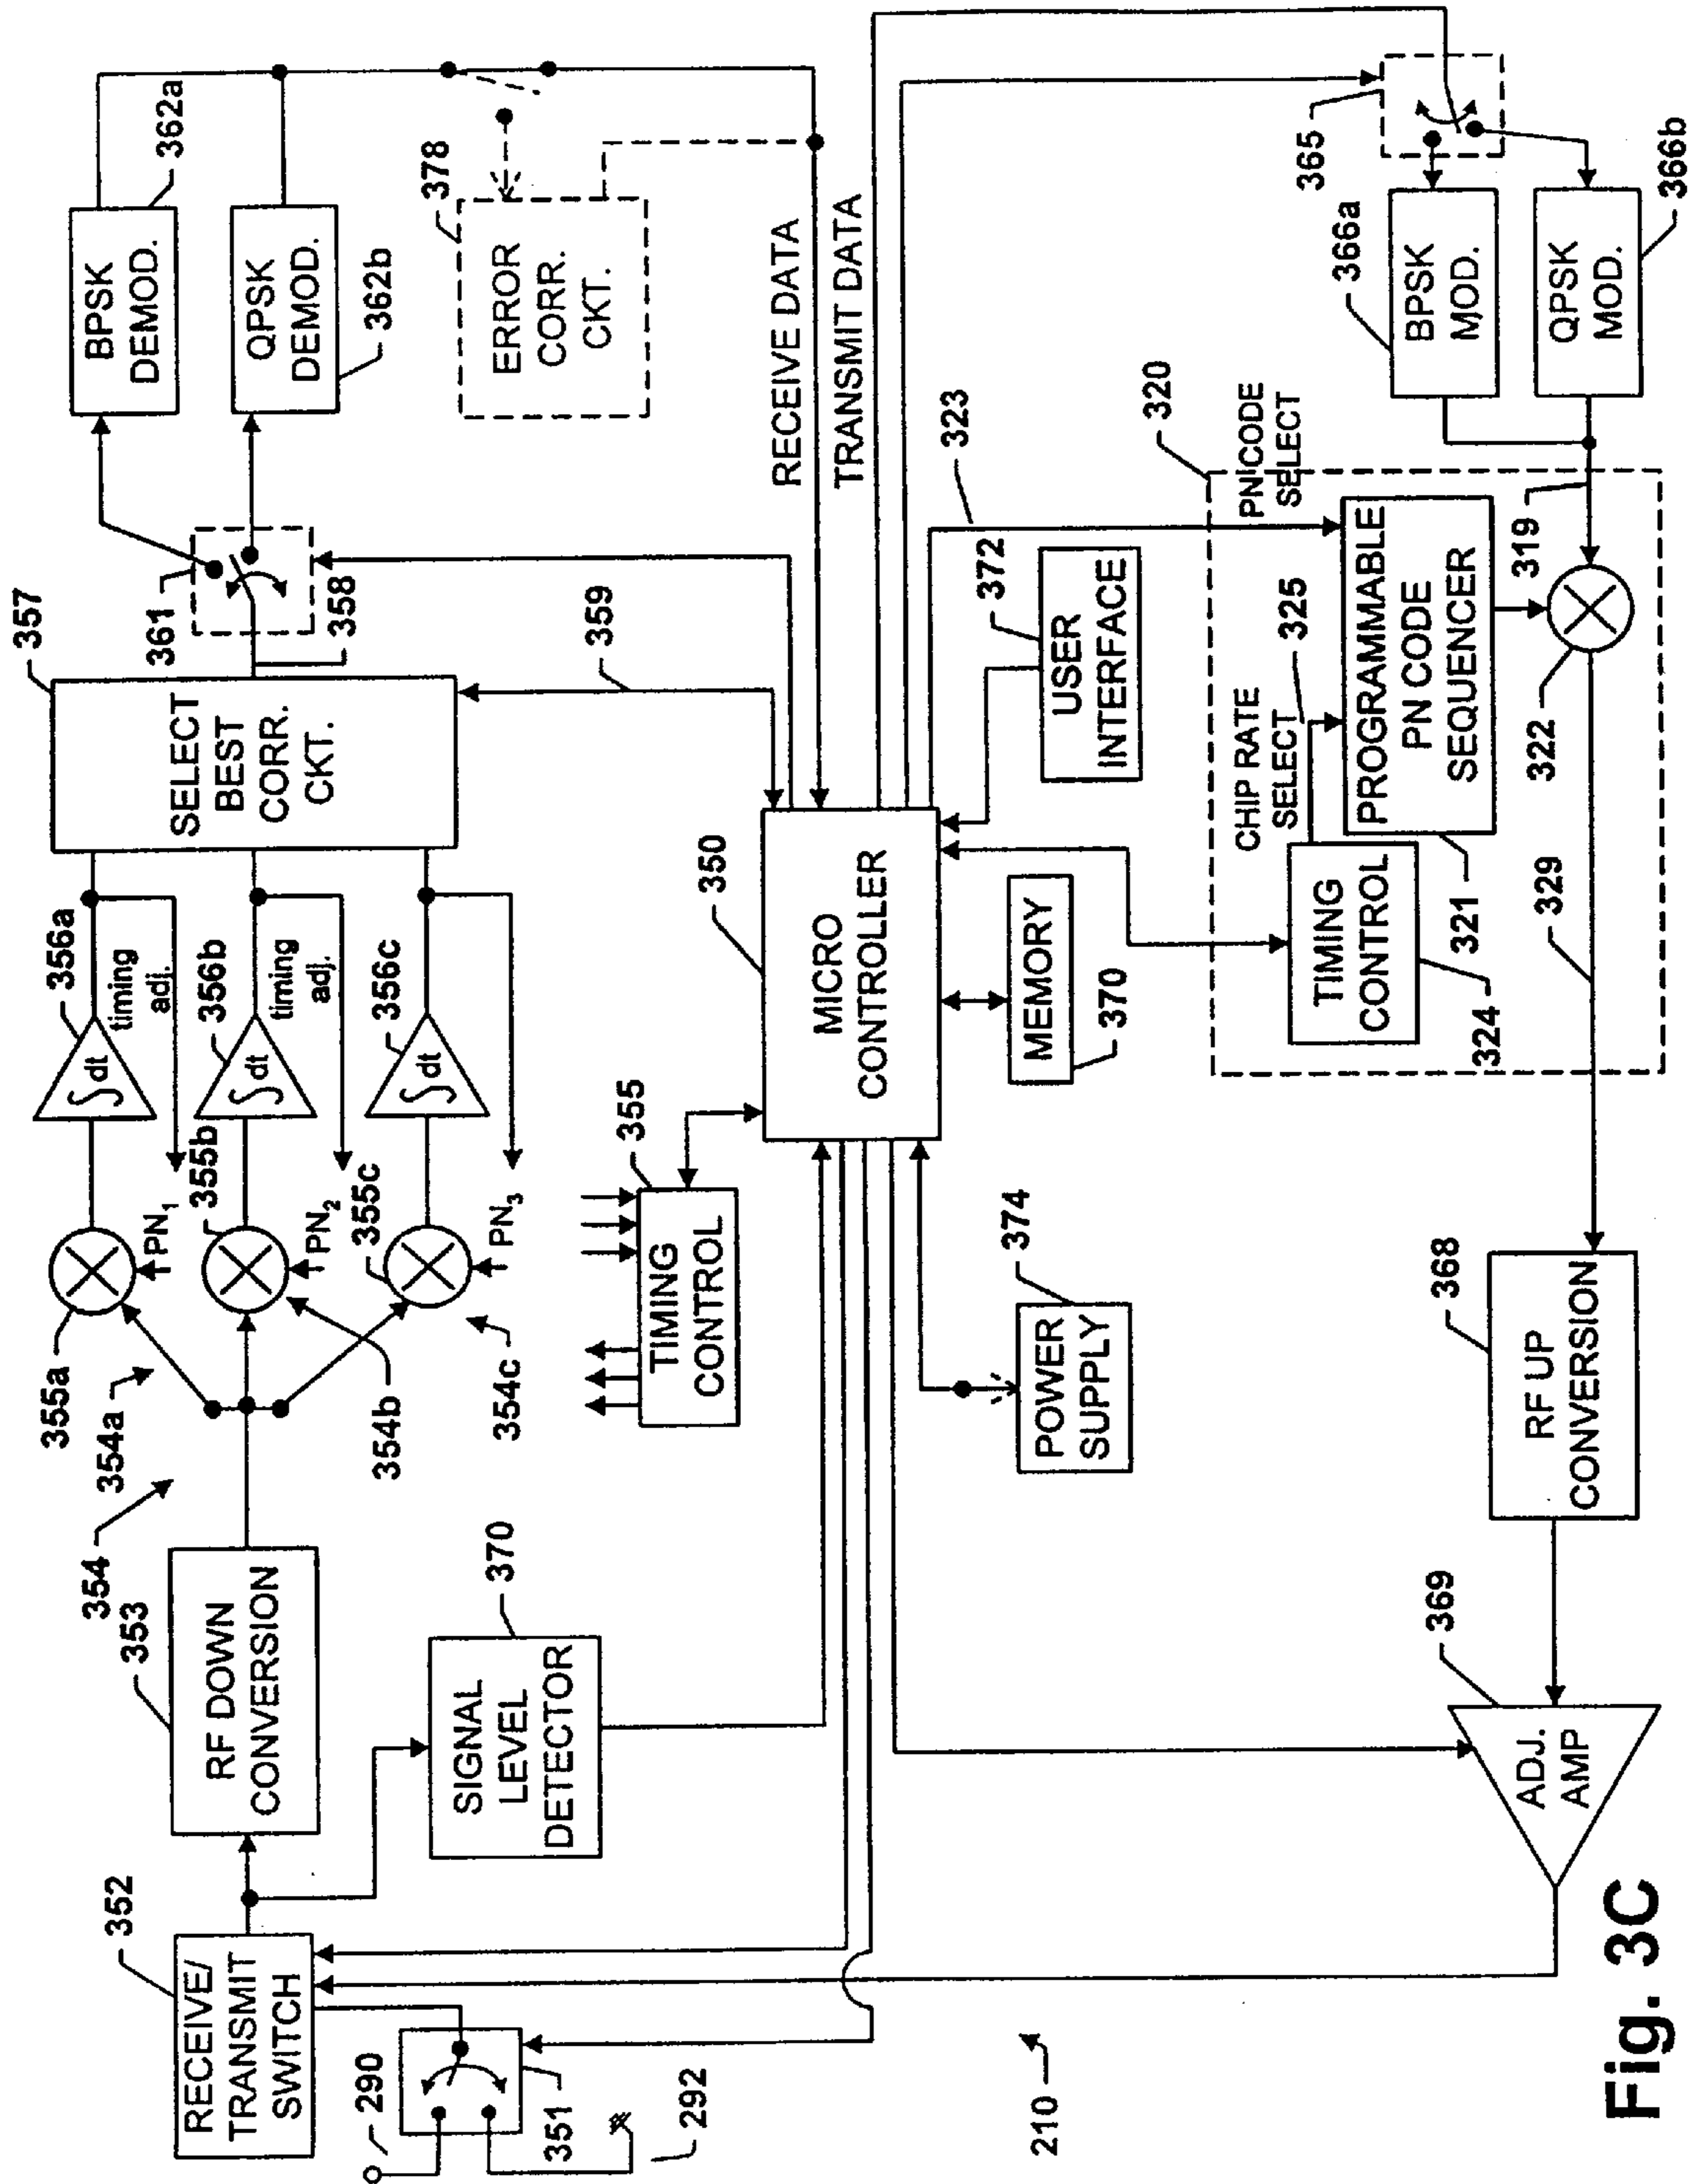 352
RECEIVE/
TRANSMIT
SWITCH
290
351
292
353
RF DOWN
CONVERSION
370
SIGNAL
LEVEL
DETECTOR
354
354a
354b
354c
355a
355b
355c
PN1
PN2
PN3
356a
356b
356c
∫dt
∫dt
∫dt
timing
adj.
timing
adj.
357
SELECT
BEST
CORR.
CKT.
358
359
361
BPSK
DEMOD.
362a
QPSK
DEMOD.
362b
378
ERROR
CORR.
CKT.
RECEIVE DATA
TRANSMIT DATA
355
TIMING
CONTROL
350
MICRO
CONTROLLER
374
POWER
SUPPLY
MEMORY
370
372
USER
INTERFACE
323
320
PN CODE
SELECT
CHIP RATE
SELECT
325
TIMING
CONTROL
324
PROGRAMMABLE
PN CODE
SEQUENCER
321
322
319
329
365
366a
BPSK
MOD.
QPSK
MOD.
366b
368
RF UP
CONVERSION
369
ADJ.
AMP
210
Fig. 3C